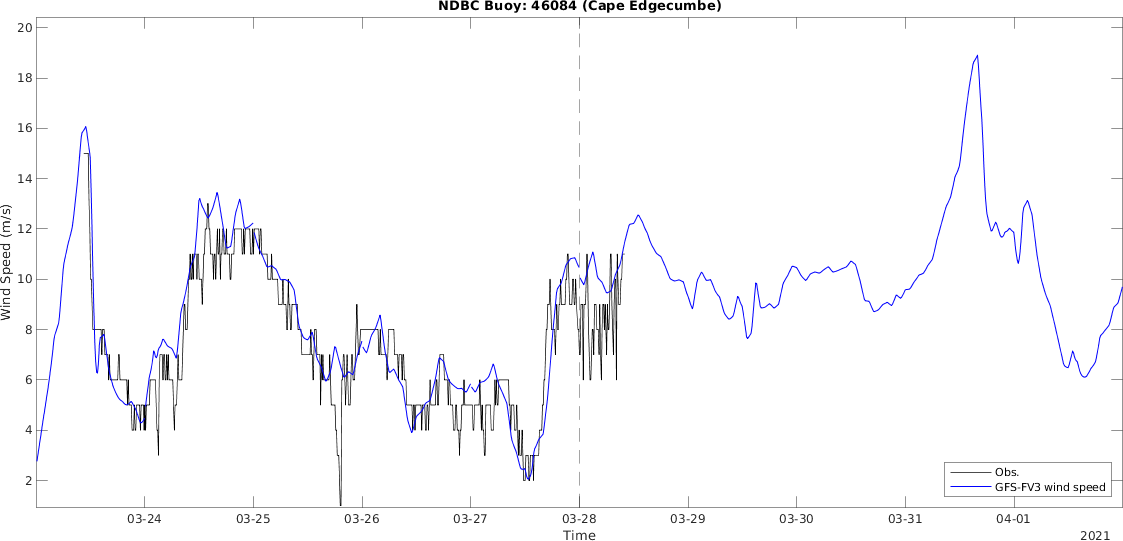 NDBC Buoy: 46084 (Cape Edgecumbe)
20
18
16
14
12
10
8
6
4
2
Wind Speed (m/s)
Obs.
GFS-FV3 wind speed
03-24 03-25 03-26 03-27 03-28 03-29 03-30 03-31 04-01
Time
2021